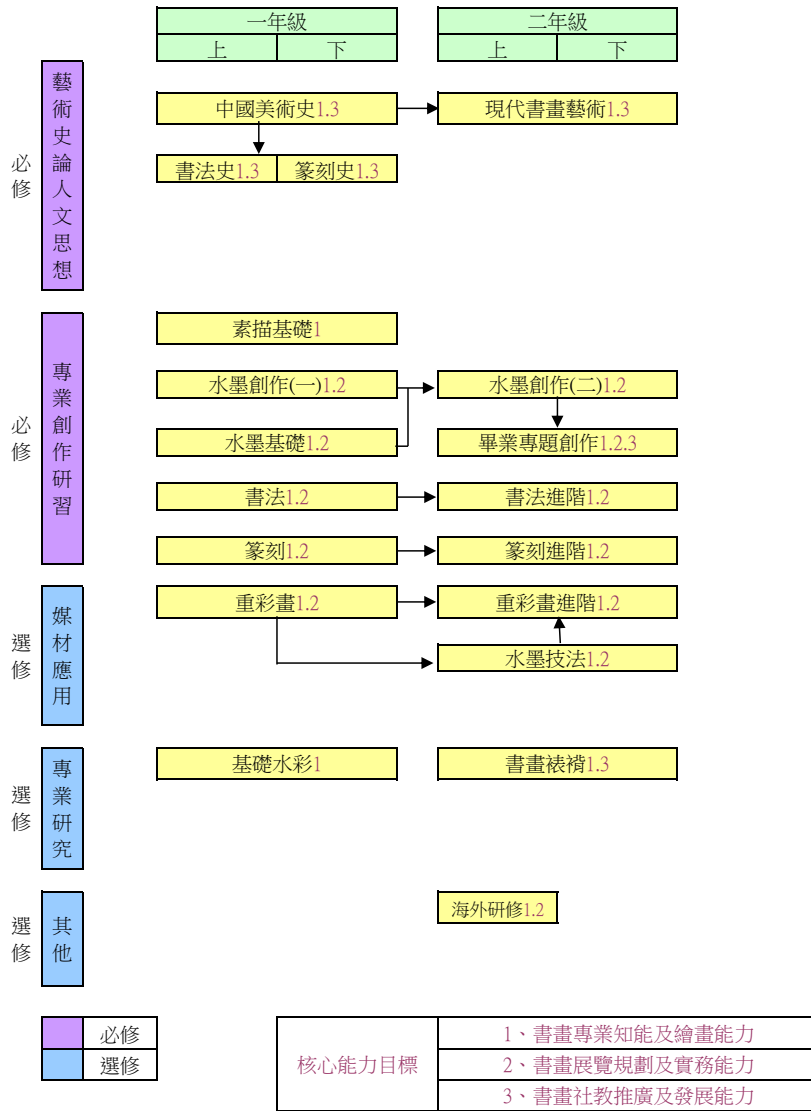 一年級
二年級
上
下
上
下
必修
藝術史論人文思想
中國美術史1.3
現代書畫藝術1.3
書法史1.3
篆刻史1.3
必修
專業創作研習
素描基礎1
水墨創作(一)1.2
水墨創作(二)1.2
水墨基礎1.2
畢業專題創作1.2.3
書法1.2
書法進階1.2
篆刻1.2
篆刻進階1.2
選修
媒材應用
重彩畫1.2
重彩畫進階1.2
水墨技法1.2
選修
專業研究
基礎水彩1
書畫裱褙1.3
選修
其他
海外研修1.2
必修
選修
核心能力目標
1、書畫專業知能及繪畫能力
2、書畫展覽規劃及實務能力
3、書畫社教推廣及發展能力